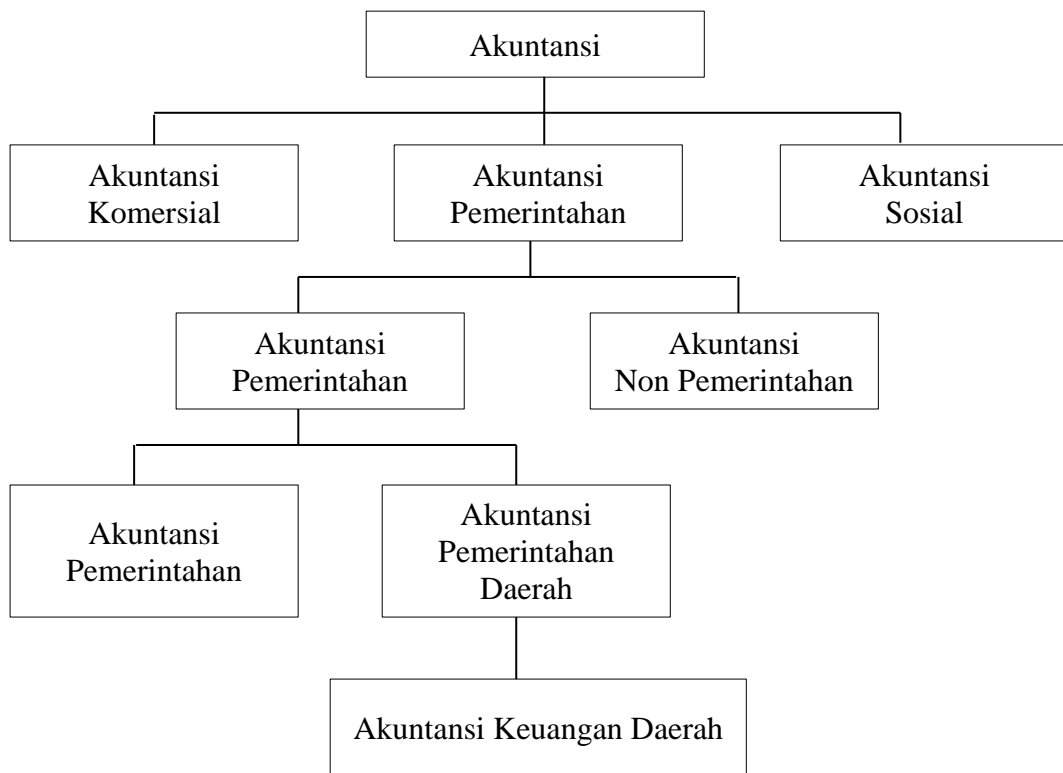 Akuntansi
Akuntansi
Komersial
Akuntansi
Pemerintahan
Akuntansi
Sosial
Akuntansi
Pemerintahan
Akuntansi
Non Pemerintahan
Akuntansi
Pemerintahan
Akuntansi
Pemerintahan
Daerah
Akuntansi Keuangan Daerah